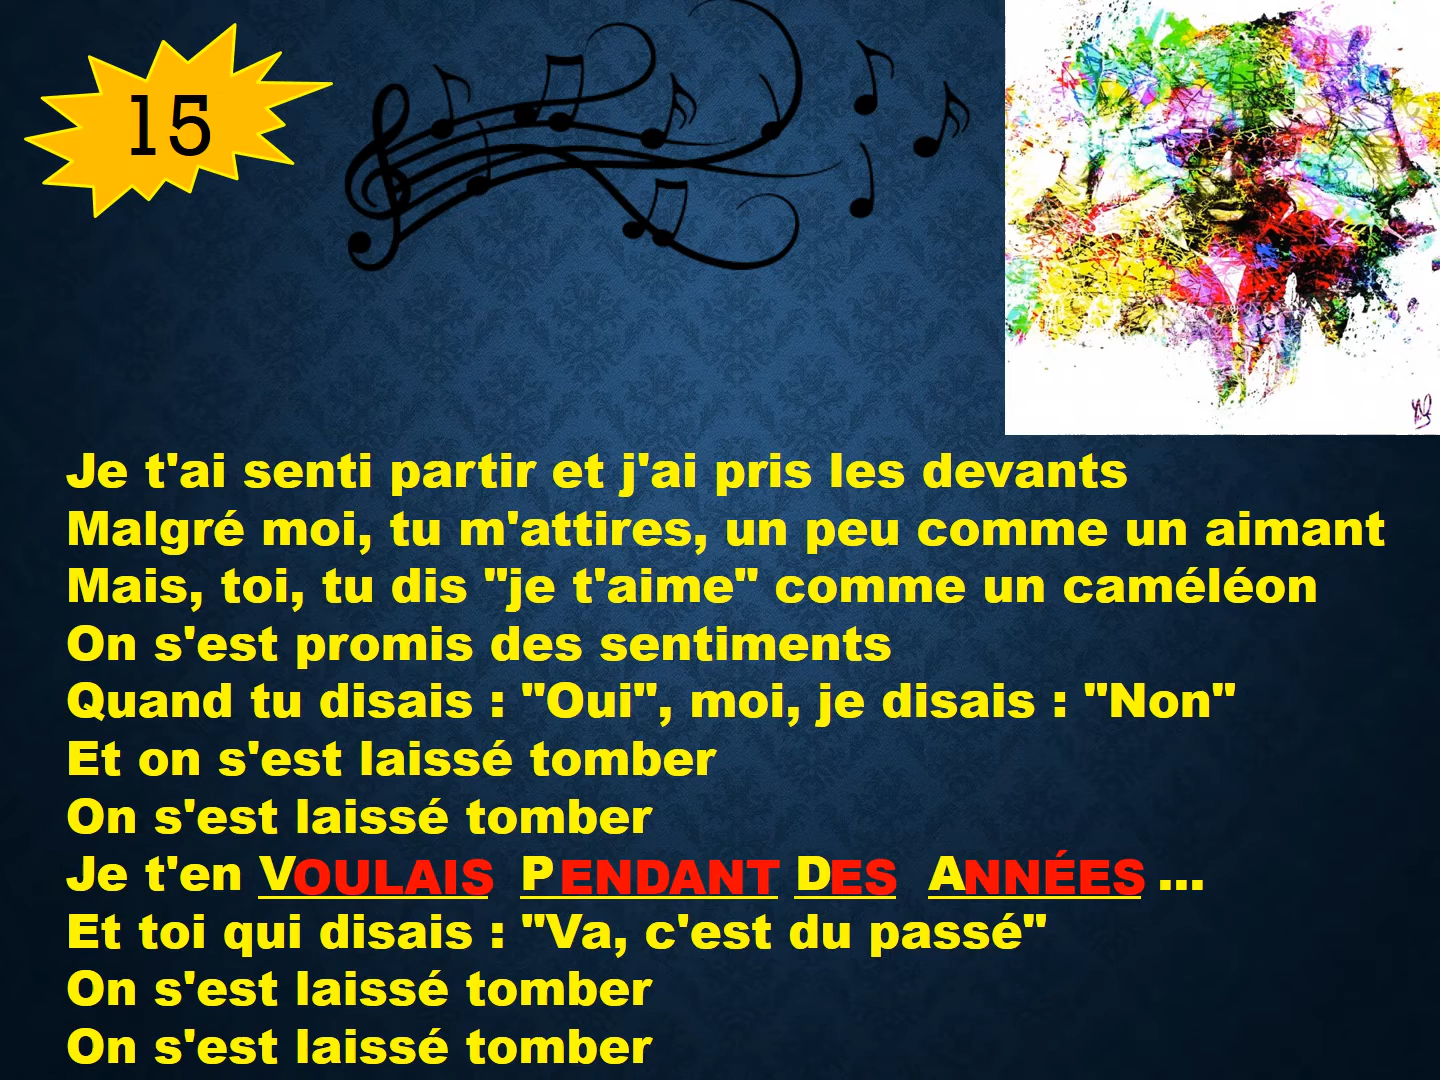 15
Je t'ai senti partir et j'ai pris les devants
Malgré moi, tu m'attires, un peu comme un aimant
Mais, toi, tu dis "je t'aime" comme un caméléon
On s'est promis des sentiments
Quand tu disais : "Oui", moi, je disais : "Non"
Et on s'est laissé tomber
On s'est laissé tomber
Je t'en VOULAIS PENDANT DES ANNÉES ...
Et toi qui disais : "Va, c'est du passé"
On s'est laissé tomber
On s'est laissé tomber